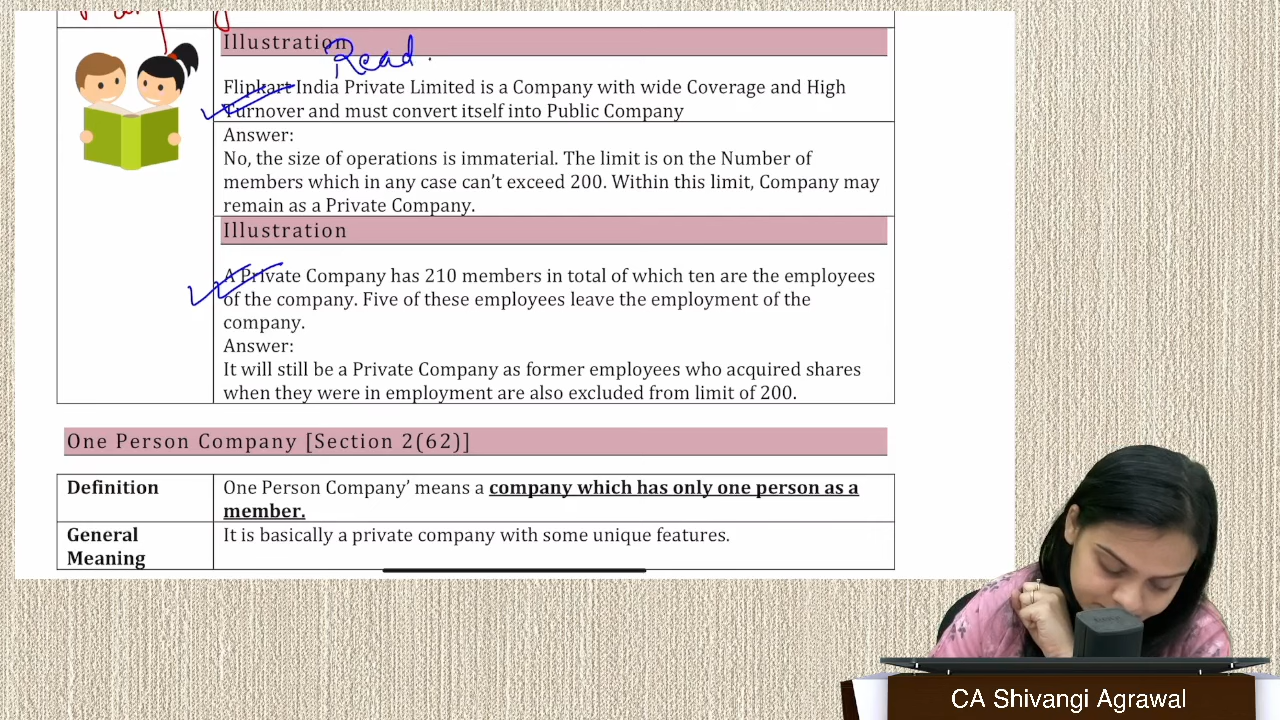 Illustration
Read.
Flipkart India Private Limited is a Company with wide Coverage and High
Turnover and must convert itself into Public Company
Answer:
No, the size of operations is immaterial. The limit is on the Number of
members which in any case can't exceed 200. Within this limit, Company may
remain as a Private Company.
Illustration
A Private Company has 210 members in total of which ten are the employees
of the company. Five of these employees leave the employment of the
company.
Answer:
It will still be a Private Company as former employees who acquired shares
when they were in employment are also excluded from limit of 200.
One Person Company [Section 2(62)]
Definition
One Person Company’ means a company which has only one person as a
member.
General
Meaning
It is basically a private company with some unique features.
CA Shivangi Agrawal